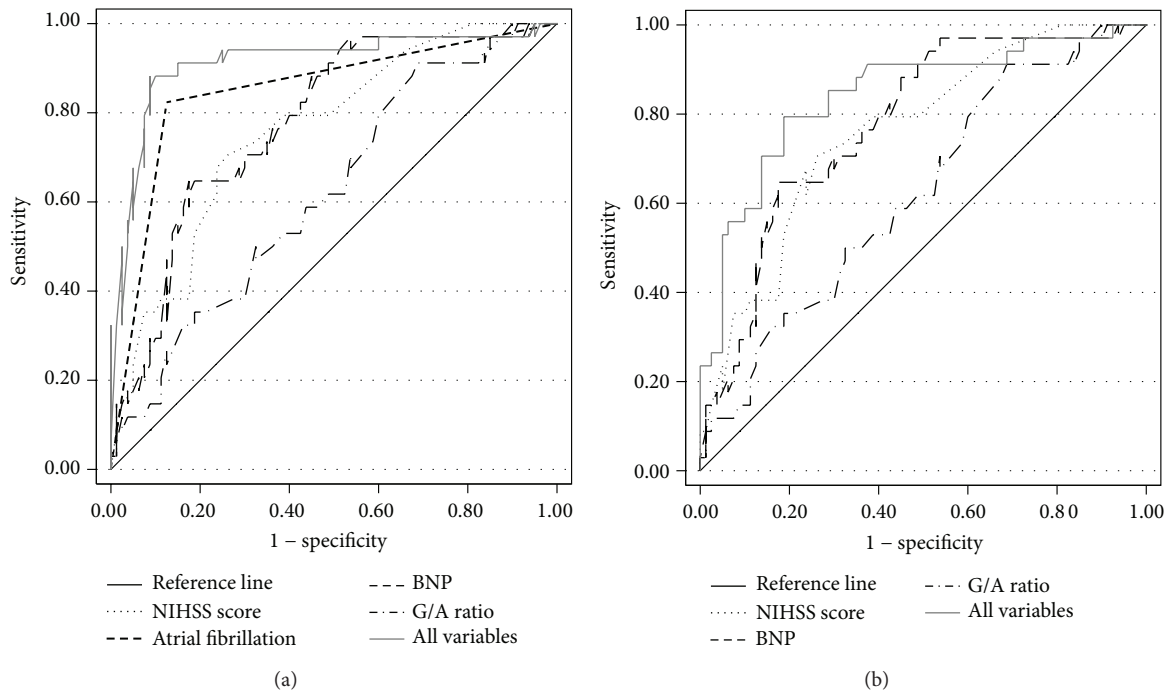 1.00
0.80
0.60
0.40
0.20
0.00
Sensitivity
0.00 0.20 0.40 0.60 0.80 1.00
1 − specificity
Reference line
NIHSS score
Atrial fibrillation
BNP
G/A ratio
All variables
(a)
1.00
0.80
0.60
0.40
0.20
0.00
Sensitivity
0.00 0.20 0.40 0.60 0.80 1.00
1 − specificity
Reference line
NIHSS score
BNP
G/A ratio
All variables
(b)